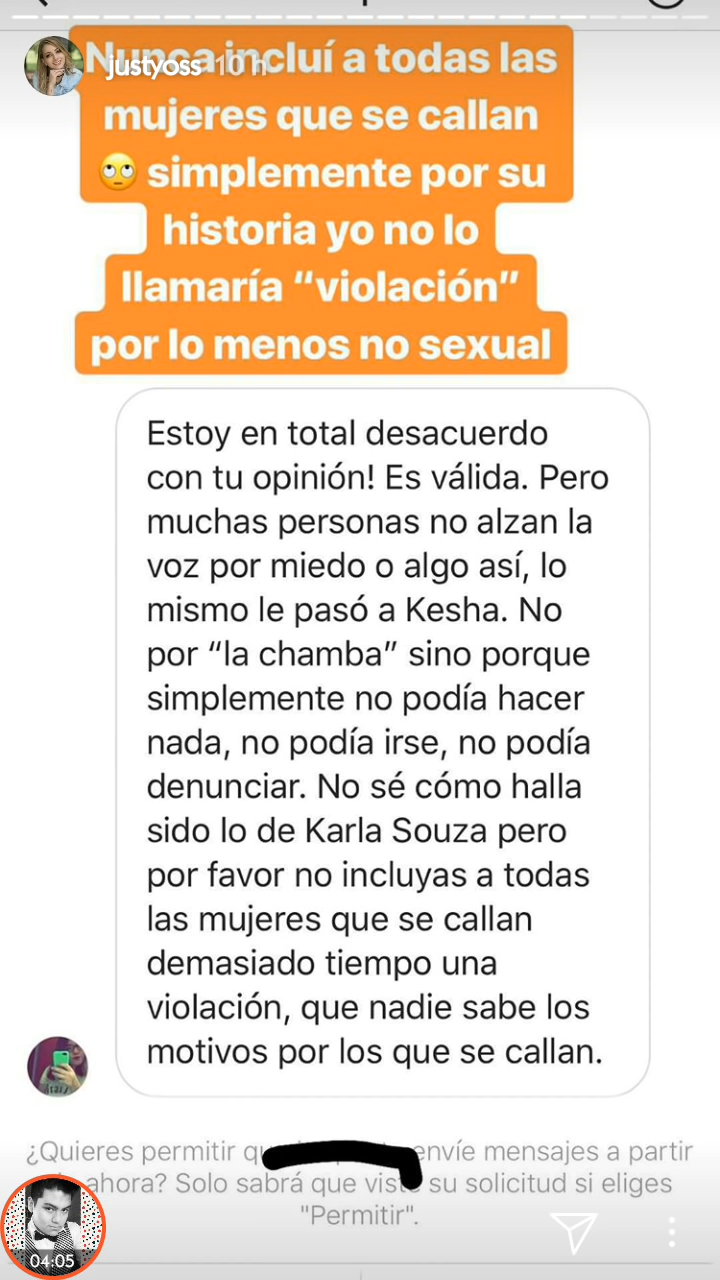 Nunca incluí a todas las
justyoss 10 h
mujeres que se callan
🙄 simplemente por su
historia yo no lo
llamaría “violación”
por lo menos no sexual
Estoy en total desacuerdo
con tu opinión! Es válida. Pero
muchas personas no alzan la
voz por miedo o algo así, lo
mismo le pasó a Kesha. No
por “la chamba” sino porque
simplemente no podía hacer
nada, no podía irse, no podía
denunciar. No sé cómo halla
sido lo de Karla Souza pero
por favor no incluyas a todas
las mujeres que se callan
demasiado tiempo una
violación, que nadie sabe los
motivos por los que se callan.
¿Quieres permitir envíe mensajes a partir
ahora? Solo sabrá que viste su solicitud si eliges
"Permitir".
04:05